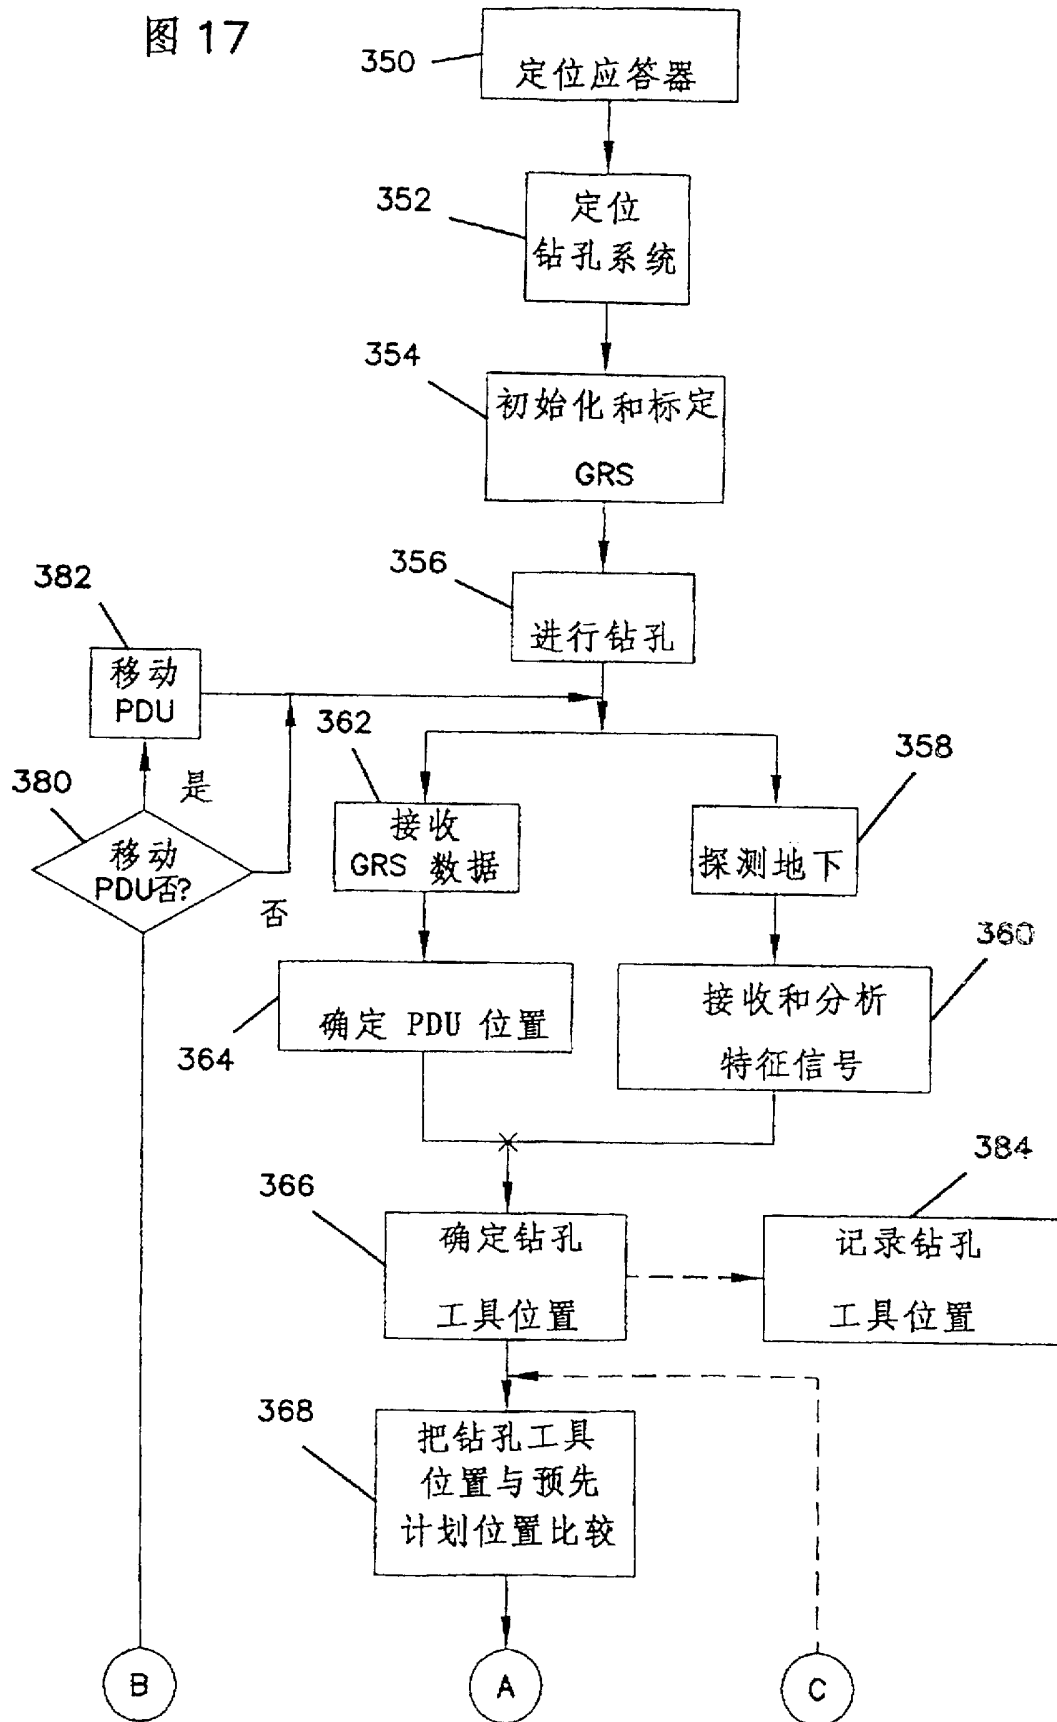 图 17
350
定位应答器
352
定位
钻孔系统
354
初始化和标定
GRS
356
进行钻孔
382
移动
PDU
362
358
380
是
接收
GRS 数据
探测地下
移动
PDU否?
否
360
接收和分析
特征信号
确定 PDU 位置
364
384
366
确定钻孔
工具位置
记录钻孔
工具位置
368
把钻孔工具
位置与预先
计划位置比较
B
A
C